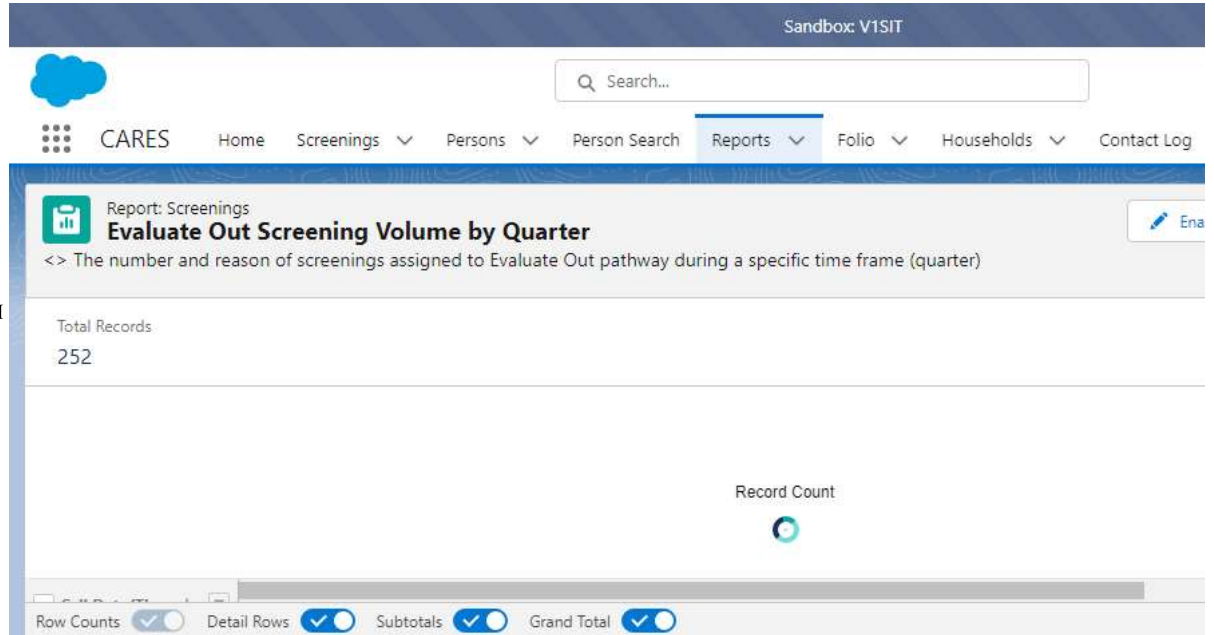 Sandbox: V1SIT
Search...
CARES Home Screenings Persons Person Search Reports Folio Households Contact Log
Report: Screenings
Evaluate Out Screening Volume by Quarter
Ena
<> The number and reason of screenings assigned to Evaluate Out pathway during a specific time frame (quarter)
Total Records
252
Record Count
Row Counts Detail Rows Subtotals Grand Total